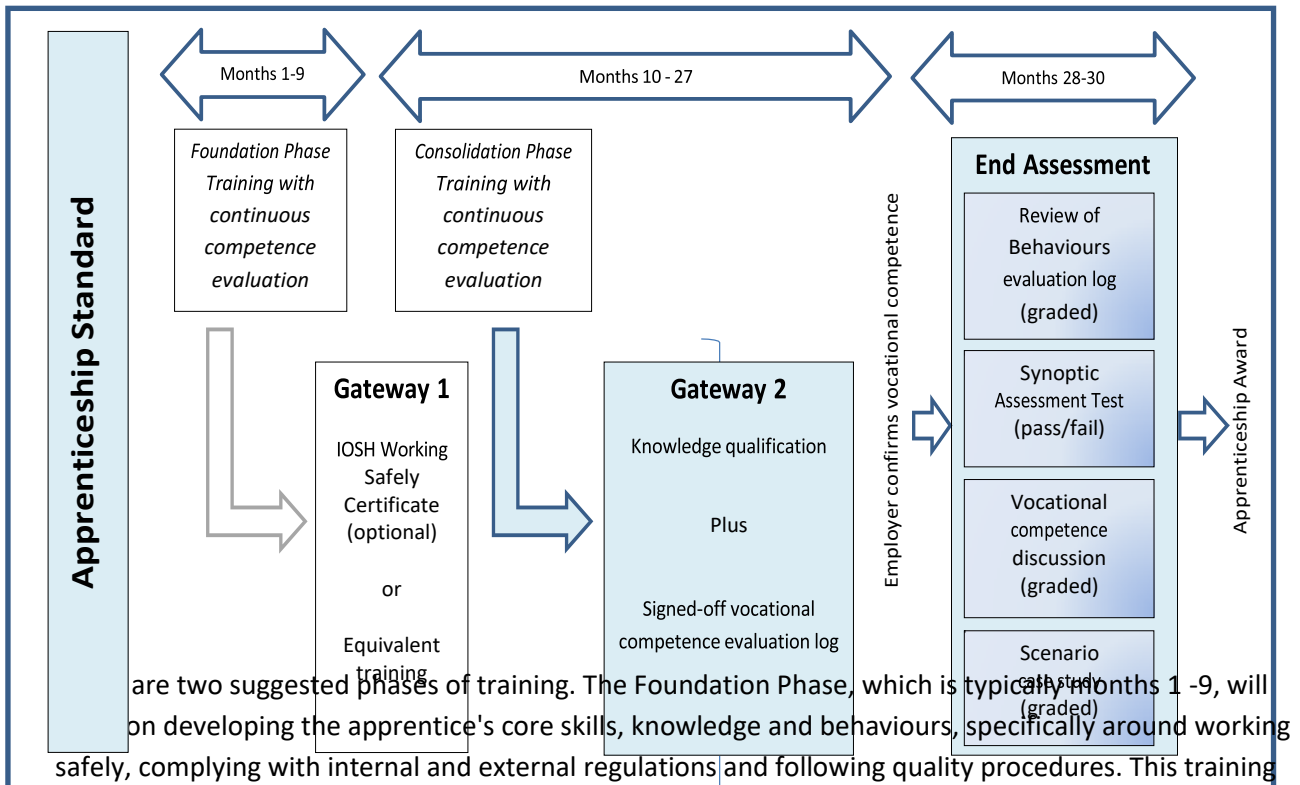 Apprenticeship Standard
Months 1-9
Months 10 - 27
Months 28-30
Foundation Phase
Training with
continuous
competence
evaluation
Consolidation Phase
Training with
continuous
competence
evaluation
Gateway 1
IOSH Working
Safely
Certificate
(optional)
or
Equivalent
training
Gateway 2
Knowledge qualification
Plus
Signed-off vocational
competence evaluation log
Employer confirms vocational competence
End Assessment
Review of
Behaviours
evaluation log
(graded)
Synoptic
Assessment Test
(pass/fail)
Vocational
competence
discussion
(graded)
Scenario
case study
(graded)
Apprenticeship Award
are two suggested phases of training. The Foundation Phase, which is typically months 1 -9, will
on developing the apprentice's core skills, knowledge and behaviours, specifically around working
safely, complying with internal and external regulations and following quality procedures. This training